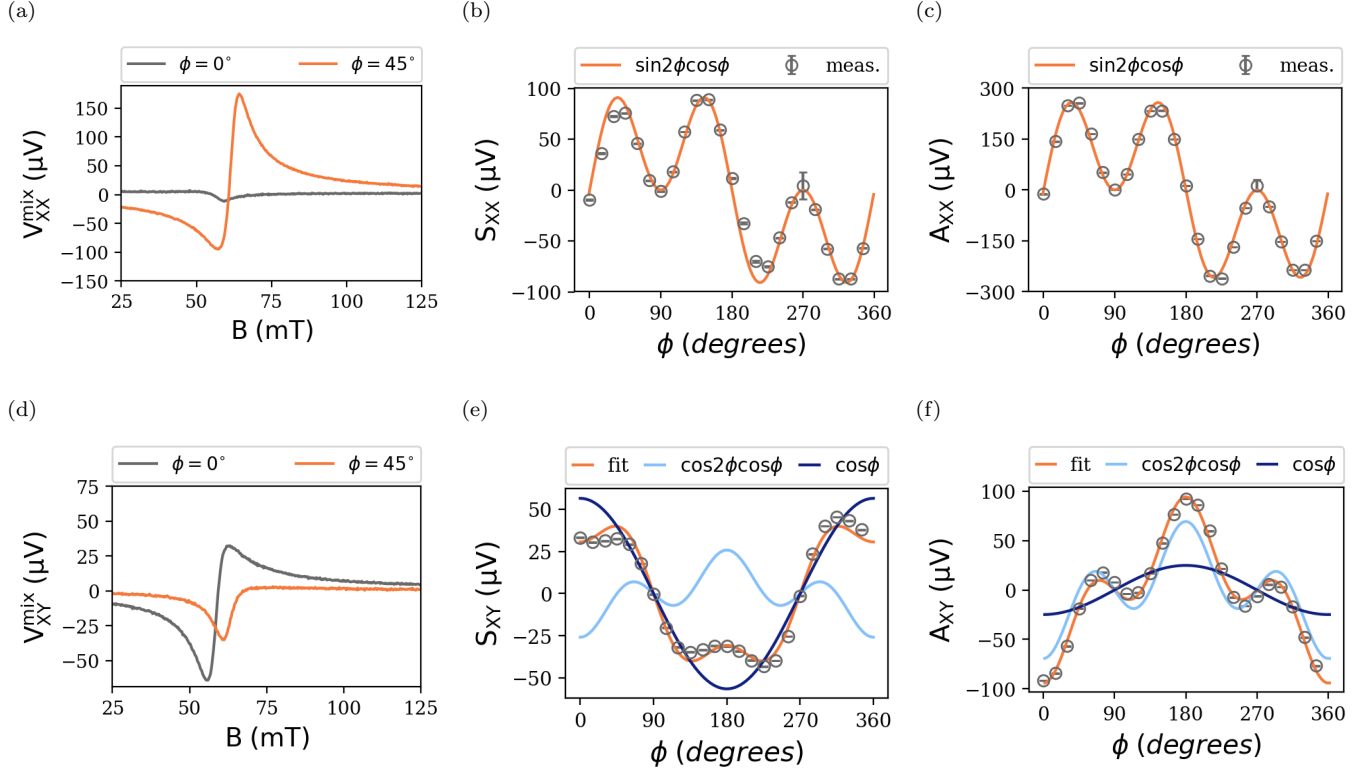 (a)
ϕ = 0°
ϕ = 45°
V_XX^mix (μV)
150
100
50
0
−50
−100
−150
25
50
75
100
125
B (mT)
(b)
sin2ϕcosϕ
meas.
S_XX (μV)
100
50
0
−50
−100
0
90
180
270
360
ϕ (degrees)
(c)
sin2ϕcosϕ
meas.
A_XX (μV)
300
150
0
−150
−300
0
90
180
270
360
ϕ (degrees)
(d)
ϕ = 0°
ϕ = 45°
V_XY^mix (μV)
75
50
25
0
−25
−50
25
50
75
100
125
B (mT)
(e)
fit
cos2ϕcosϕ
cosϕ
S_XY (μV)
50
25
0
−25
−50
0
90
180
270
360
ϕ (degrees)
(f)
fit
cos2ϕcosϕ
cosϕ
A_XY (μV)
100
50
0
−50
−100
0
90
180
270
360
ϕ (degrees)